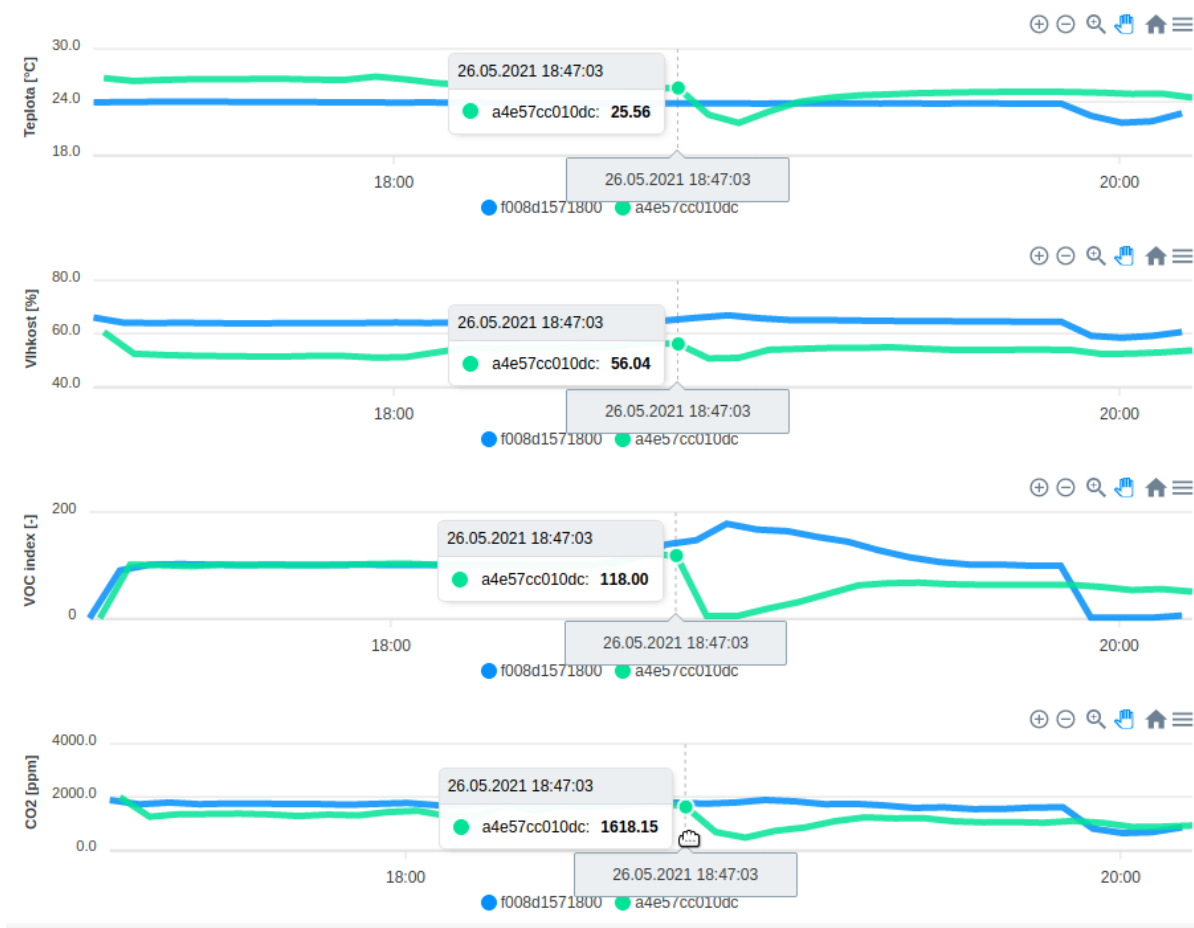 30.0
24.0
18.0
Teplota [°C]
26.05.2021 18:47:03
a4e57cc010dc: 25.56
26.05.2021 18:47:03
18:00
20:00
f008d1571800 a4e57cc010dc
80.0
60.0
40.0
Vlhkost [%]
26.05.2021 18:47:03
a4e57cc010dc: 56.04
26.05.2021 18:47:03
18:00
20:00
f008d1571800 a4e57cc010dc
200
100
0
VOC index [-]
26.05.2021 18:47:03
a4e57cc010dc: 118.00
26.05.2021 18:47:03
18:00
20:00
f008d1571800 a4e57cc010dc
4000.0
2000.0
0.0
CO2 [ppm]
26.05.2021 18:47:03
a4e57cc010dc: 1618.15
26.05.2021 18:47:03
18:00
20:00
f008d1571800 a4e57cc010dc